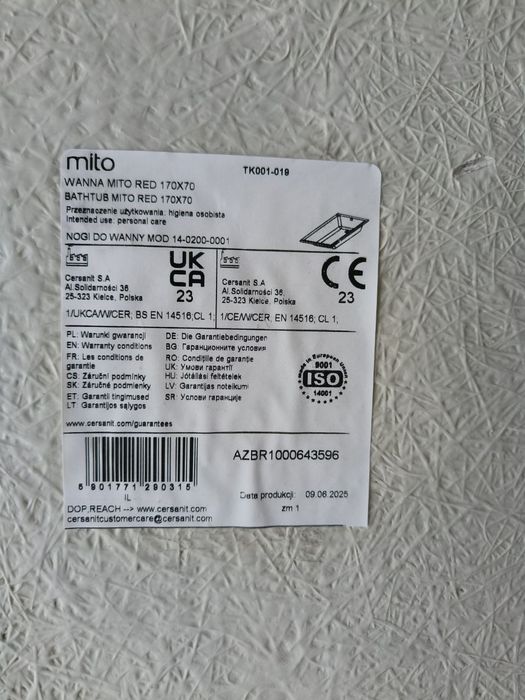 mito
TK001-019
WANNA MITO RED 170X70
BATHTUB MITO RED 170X70
Przeznaczenie użytkowania: higiena osobista
Intended use: personal care
NOGI DO WANNY MOD 14-0200-0001
UK
CA
23
Cersanit S.A
Al.Solidarności 36,
25-323 Kielce, Polska
CE
23
Cersanit S.A
Al.Solidarności 36,
25-323 Kielce, Polska
1/UKCA/W/CER, BS EN 14516;CL 1;
1/CE/W/CER, EN 14516; CL 1;
PL: Warunki gwarancji
EN: Warranty conditions
FR: Les conditions de
garantie
CS: Záruční podmínky
SK: Záručné podmienky
ET: Garantii tingimused
LT: Garantijos sąlygos
DE: Die Garantiebedingungen
BG: Гаранционните условия
RO: Condițiile de garanție
UK: Умови гарантії
HU: Jótállási feltételek
LV: Garantijas noteikumi
SR: Услови гаранције
Made in European Union
9001
ISO
14001
www.cersanit.com/guarantees
AZBR1000643596
5 901771 290315
IL
Data produkcji: 09.06.2025
zm 1
DOP,REACH --> www.cersanit.com
cersanitcustomercare@cersanit.com